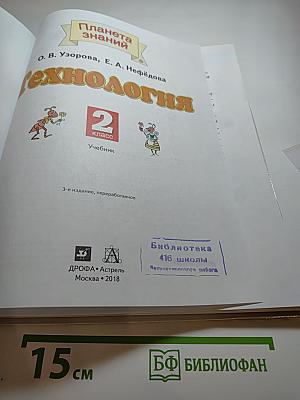 Планета
знаний
О. В. Узорова, Е. А. Нефёдова
Технология
2
класс
Учебник
3-е издание, переработанное
ДРОФА • Астрель
Москва • 2018
Библиотека
416 школы
15 см
БФ БИБЛИОФАН